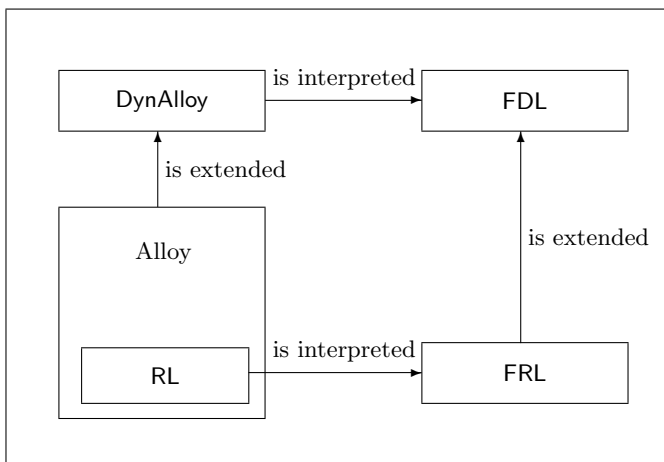 is interpreted
DynAlloy
FDL
is extended
is extended
Alloy
is interpreted
RL
FRL